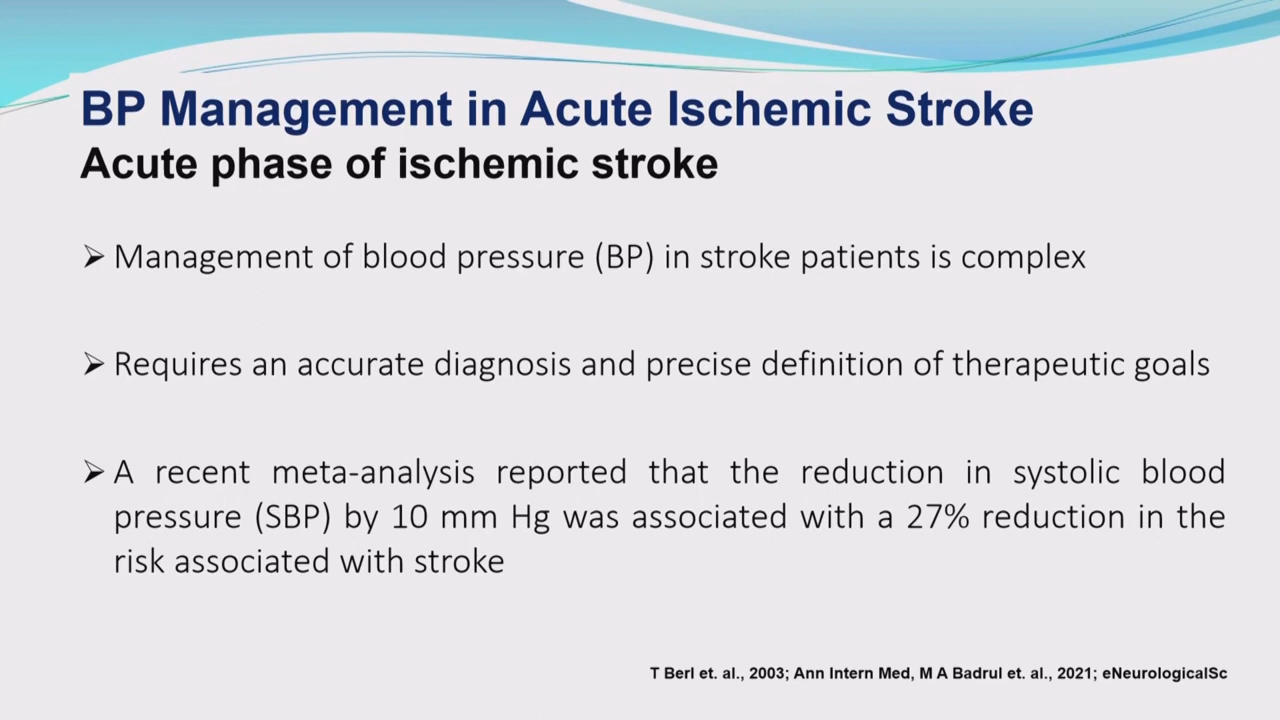 BP Management in Acute Ischemic Stroke
Acute phase of ischemic stroke
➢ Management of blood pressure (BP) in stroke patients is complex
➢ Requires an accurate diagnosis and precise definition of therapeutic goals
➢ A recent meta-analysis reported that the reduction in systolic blood
pressure (SBP) by 10 mm Hg was associated with a 27% reduction in the
risk associated with stroke
T Berl et. al., 2003; Ann Intern Med, M A Badrul et. al., 2021; eNeurologicalSc